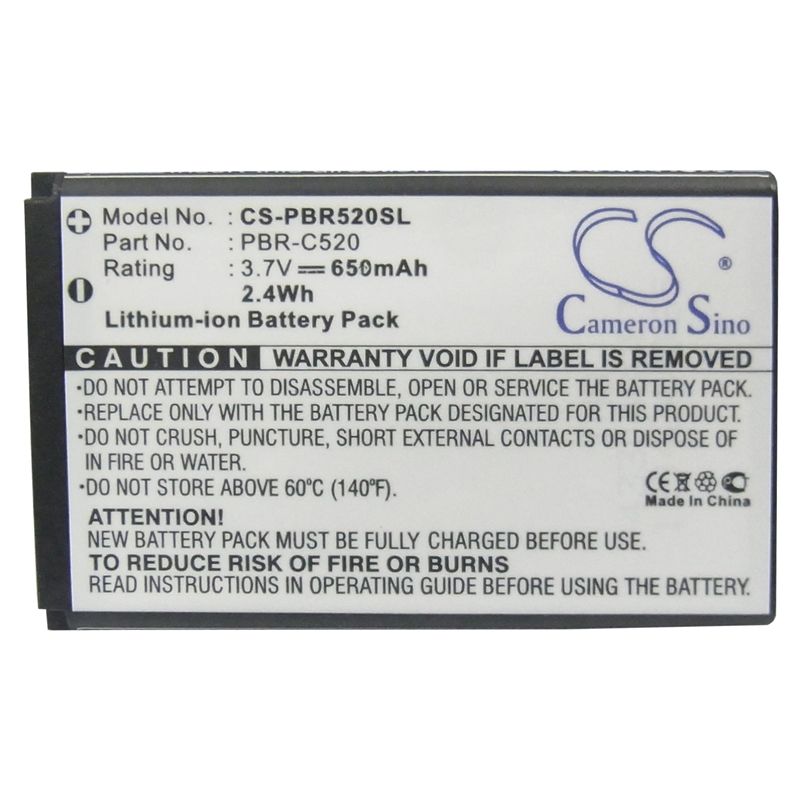 Model No. : CS-PBR520SL
Part No. : PBR-C520
Rating : 3.7V 650mAh
2.4Wh
Lithium-ion Battery Pack
CS ®
Cameron Sino
CAUTION WARRANTY VOID IF LABEL IS REMOVED
·DO NOT ATTEMPT TO DISASSEMBLE, OPEN OR SERVICE THE BATTERY PACK.
·REPLACE ONLY WITH THE BATTERY PACK DESIGNATED FOR THIS PRODUCT.
·DO NOT CRUSH, PUNCTURE, SHORT EXTERNAL CONTACTS OR DISPOSE OF
IN FIRE OR WATER.
·DO NOT STORE ABOVE 60°C (140°F).
CE
Made In China
ATTENTION!
NEW BATTERY PACK MUST BE FULLY CHARGED BEFORE USE.
TO REDUCE RISK OF FIRE OR BURNS
READ INSTRUCTIONS IN OPERATING GUIDE BEFORE USING THE BATTERY.